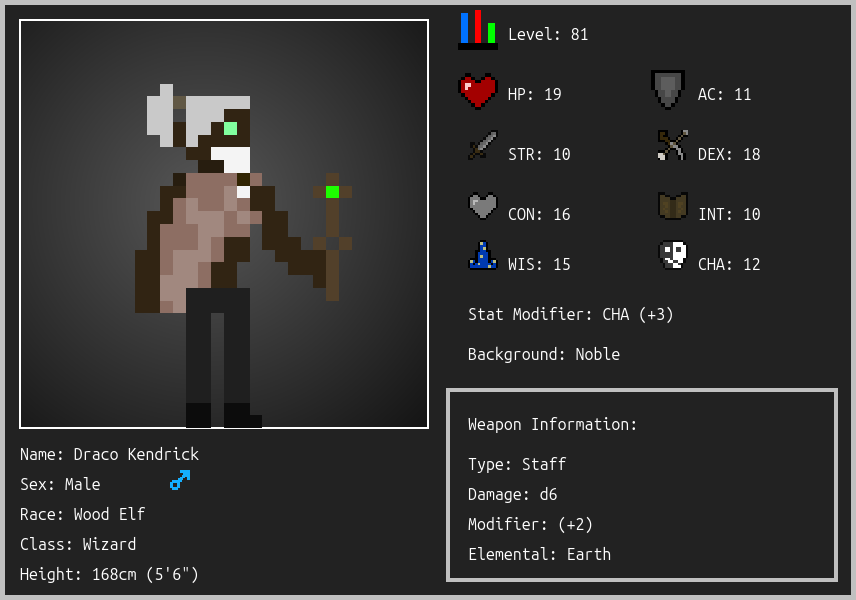 Level: 81
HP: 19
AC: 11
STR: 10
DEX: 18
CON: 16
INT: 10
WIS: 15
CHA: 12
Stat Modifier: CHA (+3)
Background: Noble
Weapon Information:
Type: Staff
Damage: d6
Modifier: (+2)
Elemental: Earth
Name: Draco Kendrick
Sex: Male
Race: Wood Elf
Class: Wizard
Height: 168cm (5'6")